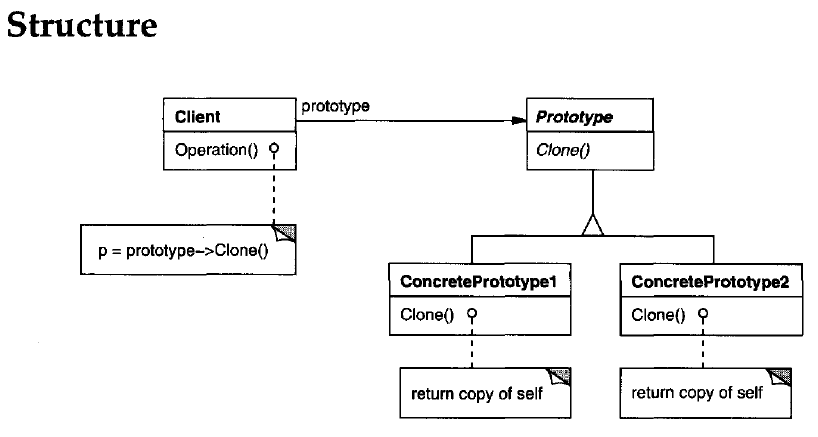 Structure
prototype
Client
Prototype
Operation()
Clone()
p = prototype->Clone()
ConcretePrototype1
ConcretePrototype2
Clone()
Clone()
return copy of self
return copy of self